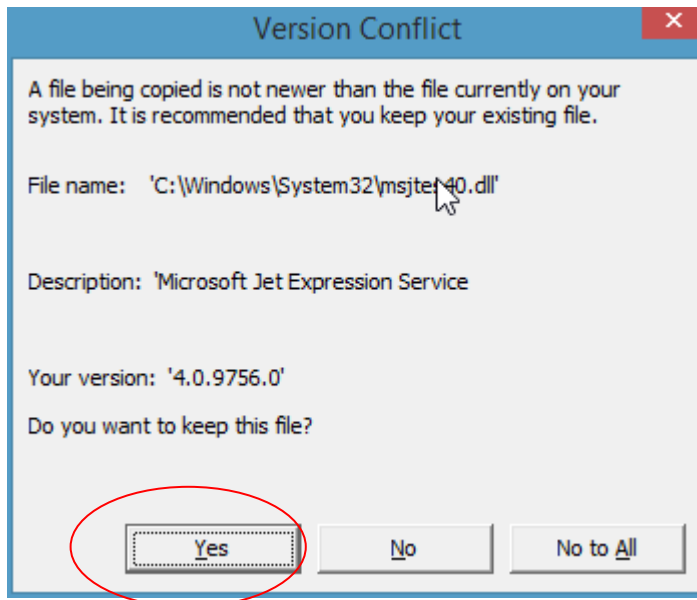 Version Conflict
A file being copied is not newer than the file currently on your
system. It is recommended that you keep your existing file.
File name: 'C:\Windows\System32\msjtes40.dll'
Description: 'Microsoft Jet Expression Service
Your version: '4.0.9756.0'
Do you want to keep this file?
Yes No No to All